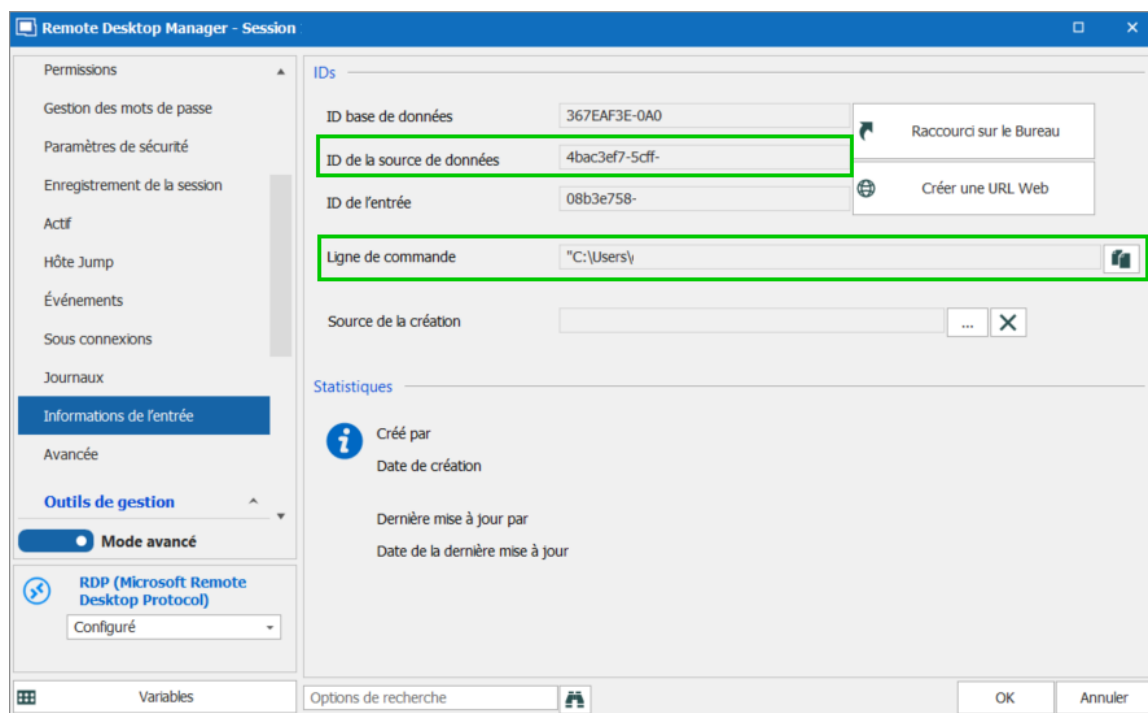 Remote Desktop Manager - Session
Permissions
Gestion des mots de passe
Paramètres de sécurité
Enregistrement de la session
Actif
Hôte Jump
Événements
Sous connexions
Journaux
Informations de l'entrée
Avancée
Outils de gestion
Mode avancé
RDP (Microsoft Remote
Desktop Protocol)
Configuré
Variables
IDs
ID base de données 367EAF3E-0A0
ID de la source de données 4bac3ef7-5cff-
ID de l'entrée 08b3e758-
Raccourci sur le Bureau
Créer une URL Web
Ligne de commande "C:\Users\
Source de la création ...
Statistiques
Créé par
Date de création
Dernière mise à jour par
Date de la dernière mise à jour
Options de recherche
OK Annuler